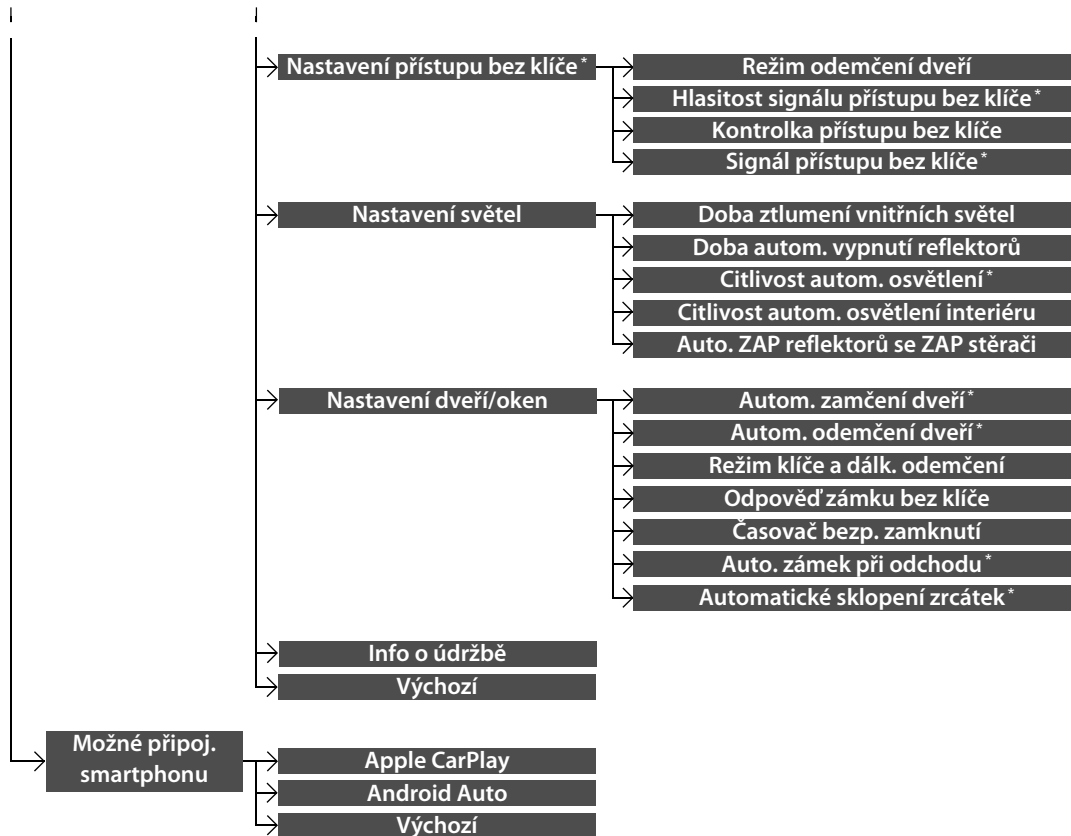 Nastavení přístupu bez klíče*
Režim odemčení dveří
Hlasitost signálu přístupu bez klíče*
Kontrolka přístupu bez klíče
Signál přístupu bez klíče*
Nastavení světel
Doba ztlumení vnitřních světel
Doba autom. vypnutí reflektorů
Citlivost autom. osvětlení*
Citlivost autom. osvětlení interiéru
Auto. ZAP reflektorů se ZAP stěrači
Nastavení dveří/oken
Autom. zamčení dveří*
Autom. odemčení dveří*
Režim klíče a dálk. odemčení
Odpověď zámku bez klíče
Časovač bezp. zamknutí
Auto. zámek při odchodu*
Automatické sklopení zrcátek*
Info o údržbě
Výchozí
Možné připoj.
smartphonu
Apple CarPlay
Android Auto
Výchozí